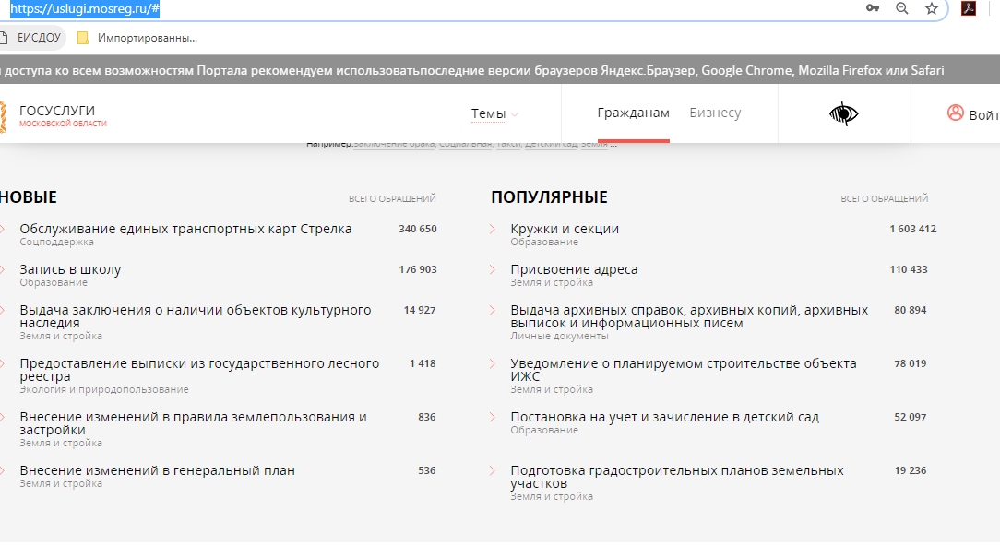 https://uslugi.mosreg.ru/#
ЕИСДОУ
Импортированны...
доступа ко всем возможностям Портала рекомендуем использоватьпоследние версии браузеров Яндекс.Браузер, Google Chrome, Mozilla Firefox или Safari
ГОСУСЛУГИ
МОСКОВСКОЙ ОБЛАСТИ
Темы
Гражданам
Бизнесу
Войт
Например:заключение брака, Социальная, Такси, Детский сад, Земля ...
НОВЫЕ
ВСЕГО ОБРАЩЕНИЙ
Обслуживание единых транспортных карт Стрелка 340 650
Соцподдержка
Запись в школу 176 903
Образование
Выдача заключения о наличии объектов культурного 14 927
наследия
Земля и стройка
Предоставление выписки из государственного лесного 1 418
реестра
Экология и природопользование
Внесение изменений в правила землепользования и 836
застройки
Земля и стройка
Внесение изменений в генеральный план 536
Земля и стройка
ПОПУЛЯРНЫЕ
ВСЕГО ОБРАЩЕНИЙ
Кружки и секции 1 603 412
Образование
Присвоение адреса 110 433
Земля и стройка
Выдача архивных справок, архивных копий, архивных 80 894
выписок и информационных писем
Личные документы
Уведомление о планируемом строительстве объекта 78 019
ИЖС
Земля и стройка
Постановка на учет и зачисление в детский сад 52 097
Образование
Подготовка градостроительных планов земельных 19 236
участков
Земля и стройка